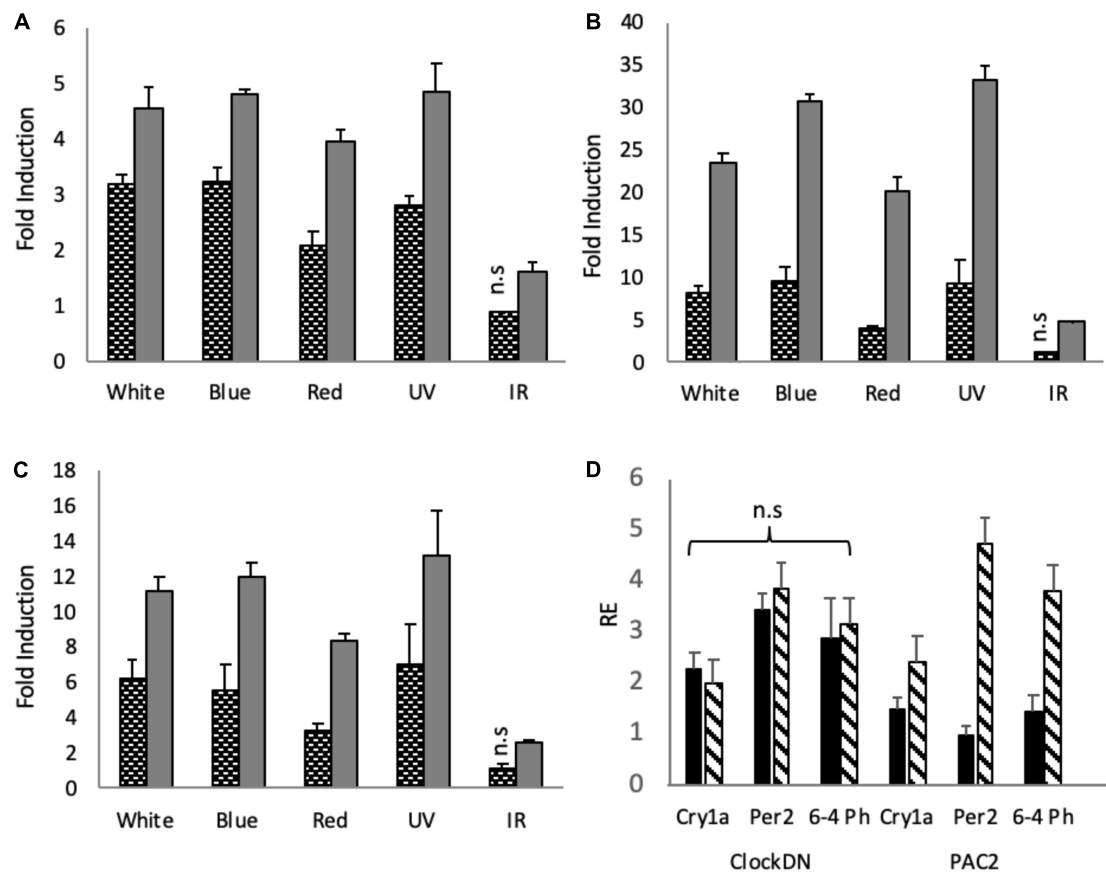 A
6
5
4
3
2
1
0
Fold Induction
n.s
White Blue Red UV IR
B
40
35
30
25
20
15
10
5
0
Fold Induction
n.s
White Blue Red UV IR
C
18
16
14
12
10
8
6
4
2
0
Fold Induction
n.s
White Blue Red UV IR
D
6
5
4
3
2
1
0
RE
n.s
Cry1a Per2 6-4 Ph Cry1a Per2 6-4 Ph
ClockDN PAC2